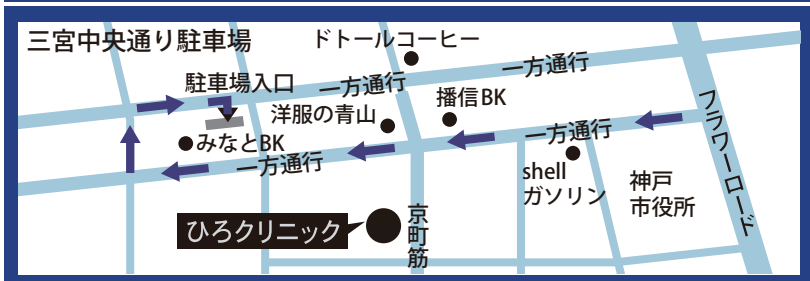 三宮中央通り駐車場
ドトールコーヒー
駐車場入口
一方通行
一方通行
洋服の青山
播信BK
みなとBK
一方通行
一方通行
shell
ガソリン
神戸
市役所
フラワーロード
ひろクリニック
京町筋